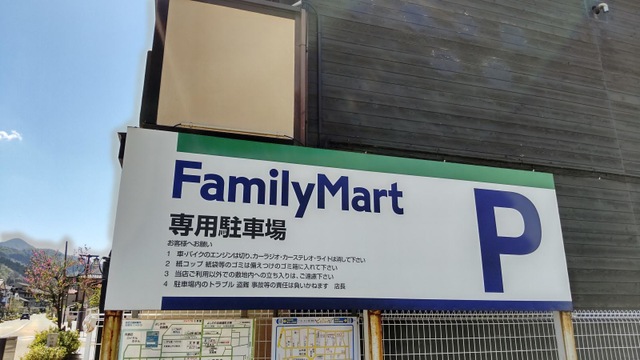 FamilyMart
P
専用駐車場
お客様へお願い
1 車・バイクのエンジンは切り、カーラジオ・カーステレオ・ライトは消して下さい
2 紙コップ 紙袋等のゴミは備えつけのゴミ箱に入れて下さい
3 当店ご利用以外での敷地内への立ち入りは、ご遠慮下さい
4 駐車場内のトラブル 盗難 事故等の責任は負いかねます 店長